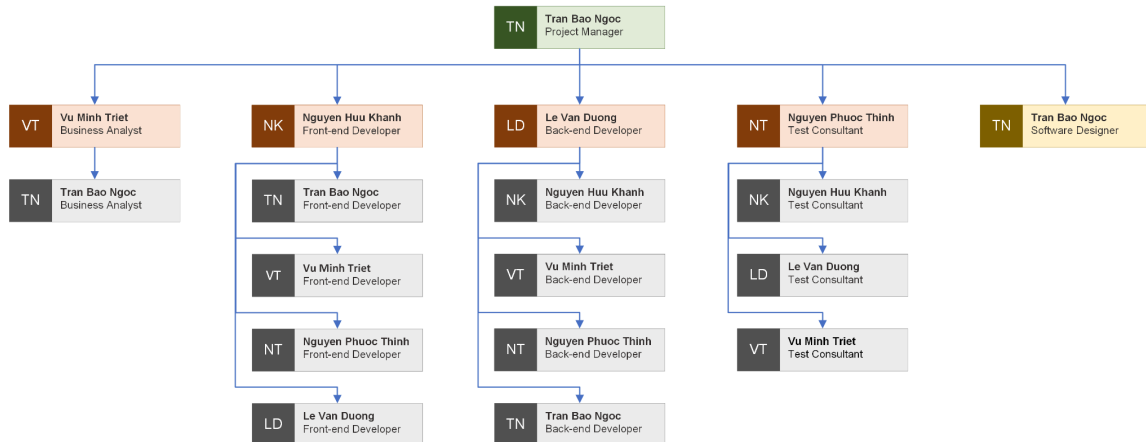 TN
Tran Bao Ngoc
Project Manager
VT
Vu Minh Triet
Business Analyst
NK
Nguyen Huu Khanh
Front-end Developer
LD
Le Van Duong
Back-end Developer
NT
Nguyen Phuoc Thinh
Test Consultant
TN
Tran Bao Ngoc
Software Designer
TN
Tran Bao Ngoc
Business Analyst
TN
Tran Bao Ngoc
Front-end Developer
NK
Nguyen Huu Khanh
Back-end Developer
NK
Nguyen Huu Khanh
Test Consultant
VT
Vu Minh Triet
Front-end Developer
VT
Vu Minh Triet
Back-end Developer
LD
Le Van Duong
Test Consultant
NT
Nguyen Phuoc Thinh
Front-end Developer
NT
Nguyen Phuoc Thinh
Back-end Developer
VT
Vu Minh Triet
Test Consultant
LD
Le Van Duong
Front-end Developer
TN
Tran Bao Ngoc
Back-end Developer